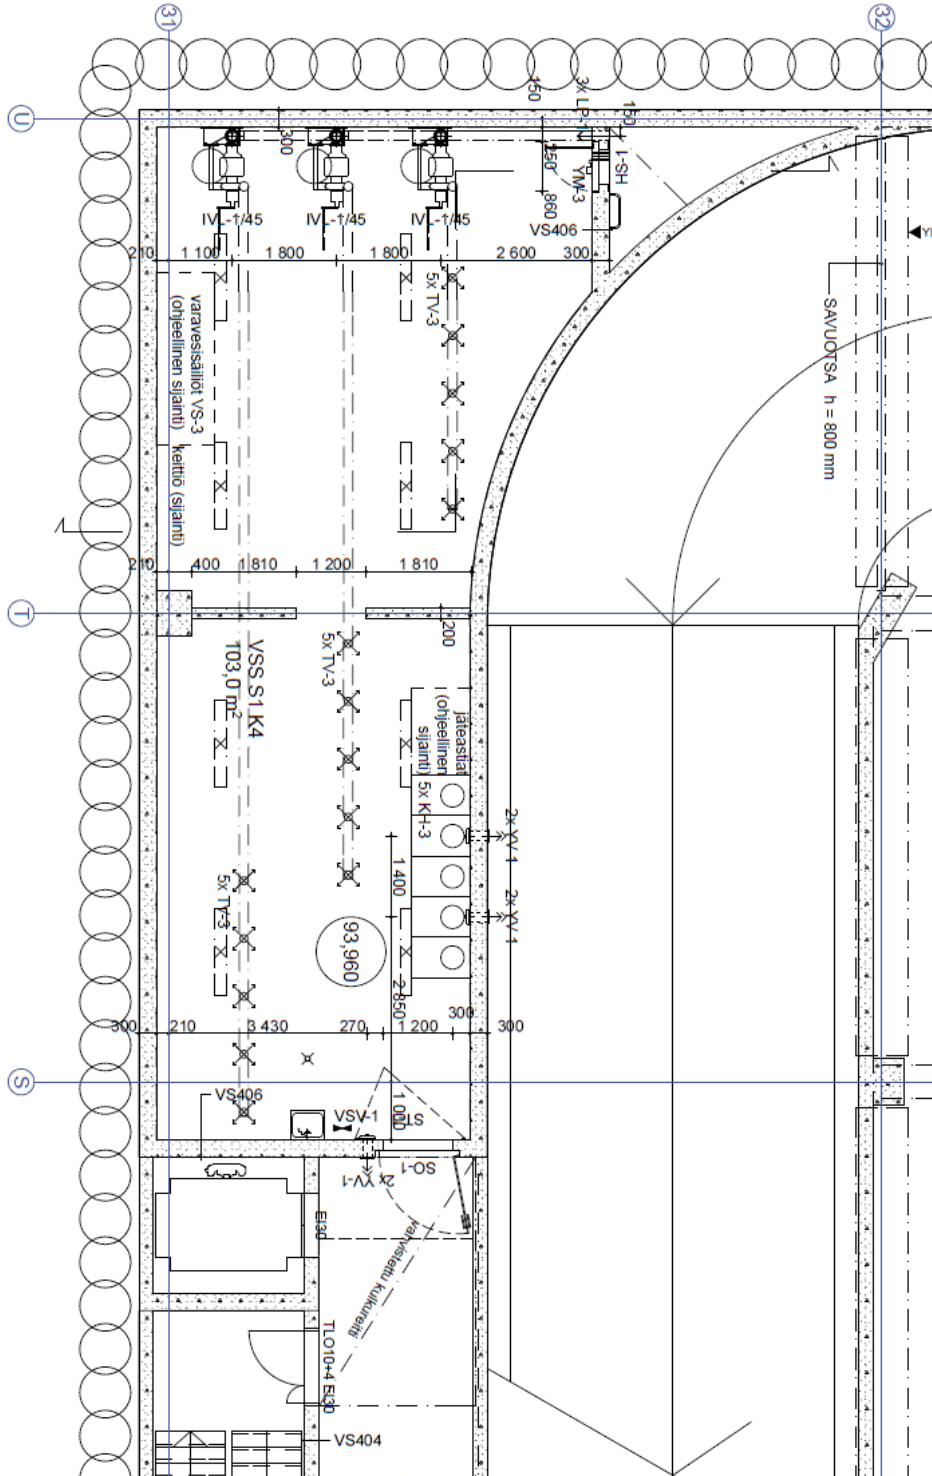 31
32
U
150
3x LP-1
150
300
250
YM-3
1-SH
860
IVL-1/45
IVL-1/45
IVL-1/45
VS406
210
1 100
1 800
1 800
2 600
300
5x TV-3
varavesisäiliöt VS-3
(ohjeellinen sijainti)
keittiö (sijainti)
SAVUOTSA h = 800 mm
210
400
1 810
1 200
1 810
T
200
VSS.S1.K4
103,0 m²
5x TV-3
jäteastiat
(ohjeellinen
sijainti)
5x KH-3
2x YV-1
1 400
2x YV-1
5x TV-3
93,960
2 850
300
210
3 430
270
1 200
300
300
S
VS406
VSV-1
1 000
ST-1
SO-1
2x YV-1
EI30
vahvistettu kulkureitti
TLO10+4 EI30
VS404